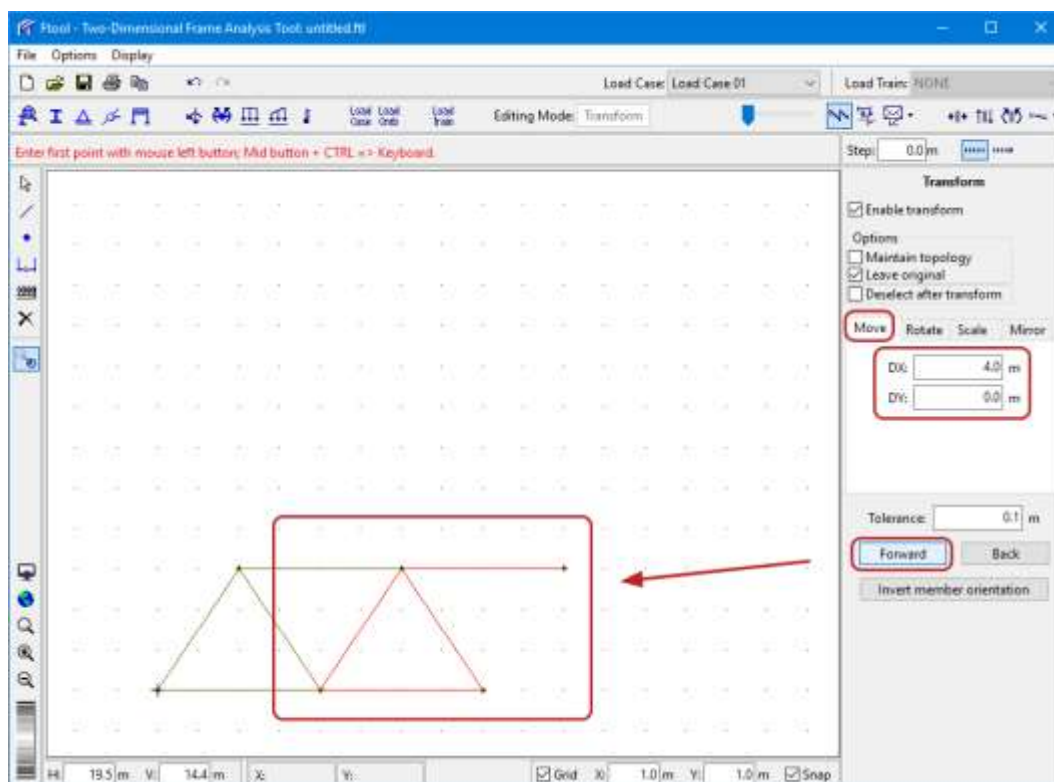 Ftool - Two-Dimensional Frame Analysis Tool: untitled.ftl
File Options Display
Load Case: Load Case 01 Load Train: NONE
Load Case Load Comb Load Train Editing Mode: Transform
Enter first point with mouse left button; Mid button + CTRL => Keyboard. Step: 0.0 m
Transform
Enable transform
Options
Maintain topology
Leave original
Deselect after transform
Move Rotate Scale Mirror
DX: 4.0 m
DY: 0.0 m
Tolerance: 0.1 m
Forward Back
Invert member orientation
H: 19.5 m V: 14.4 m X: Y: Grid X: 1.0 m Y: 1.0 m Snap